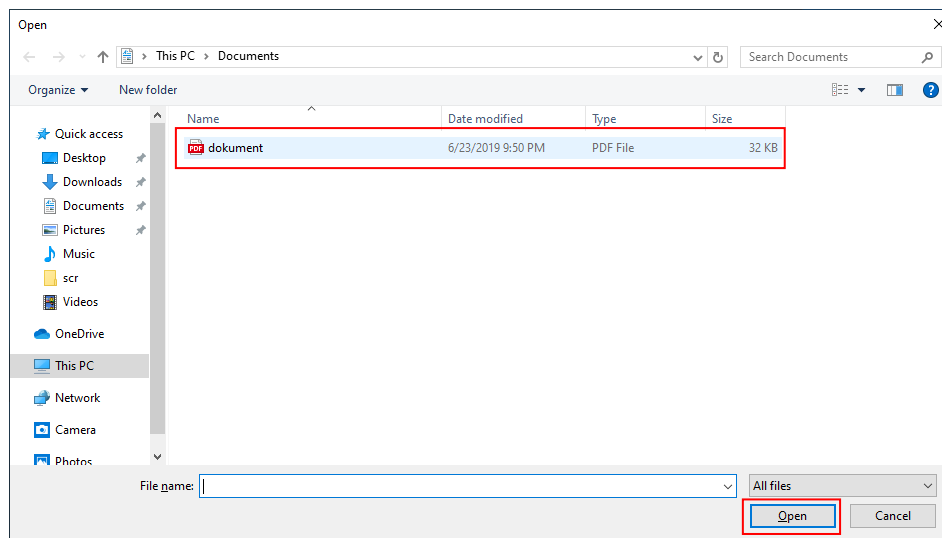 Open
This PC > Documents
Search Documents
Organize
New folder
?
Name
Date modified
Type
Size
Quick access
Desktop
Downloads
Documents
Pictures
Music
scr
Videos
OneDrive
This PC
Network
Camera
Photos
PDF dokument 6/23/2019 9:50 PM PDF File 32 KB
File name:
All files
Open
Cancel